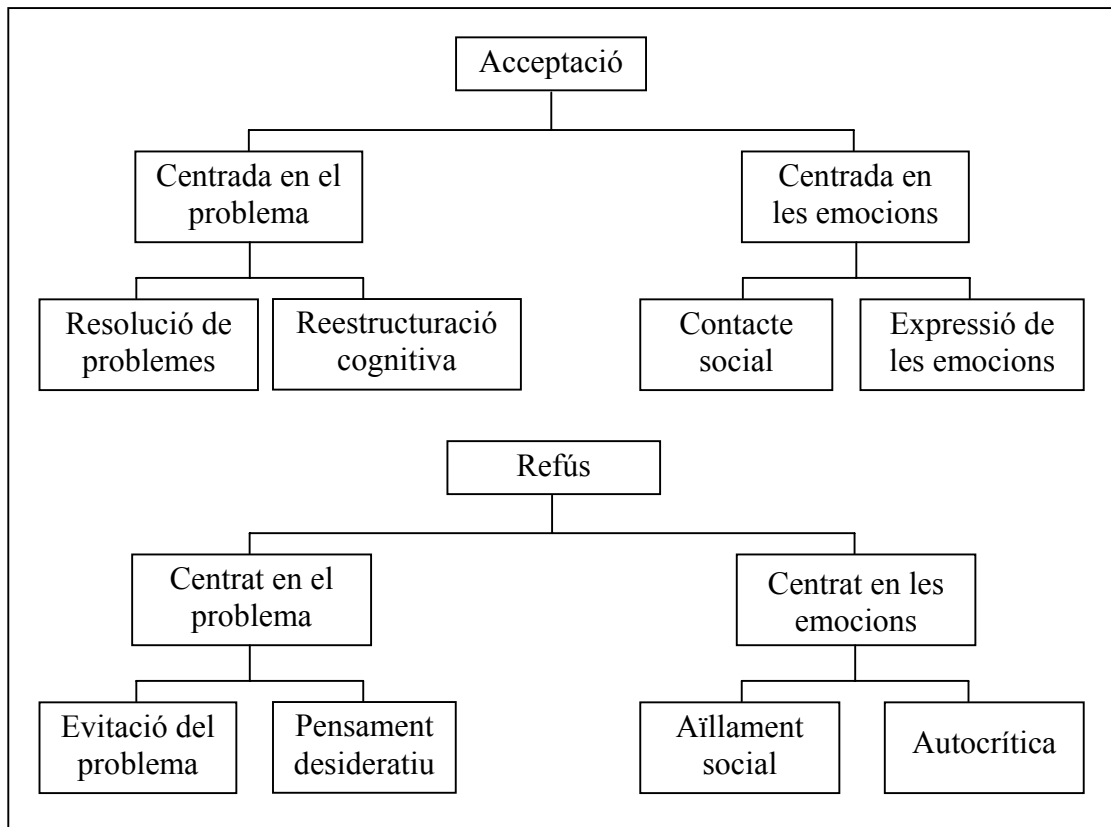 Acceptació
Centrada en el
problema
Centrada en
les emocions
Resolució de
problemes
Reestructuració
cognitiva
Contacte
social
Expressió de
les emocions
Refús
Centrat en el
problema
Centrat en les
emocions
Evitació del
problema
Pensament
desideratiu
Aïllament
social
Autocrítica